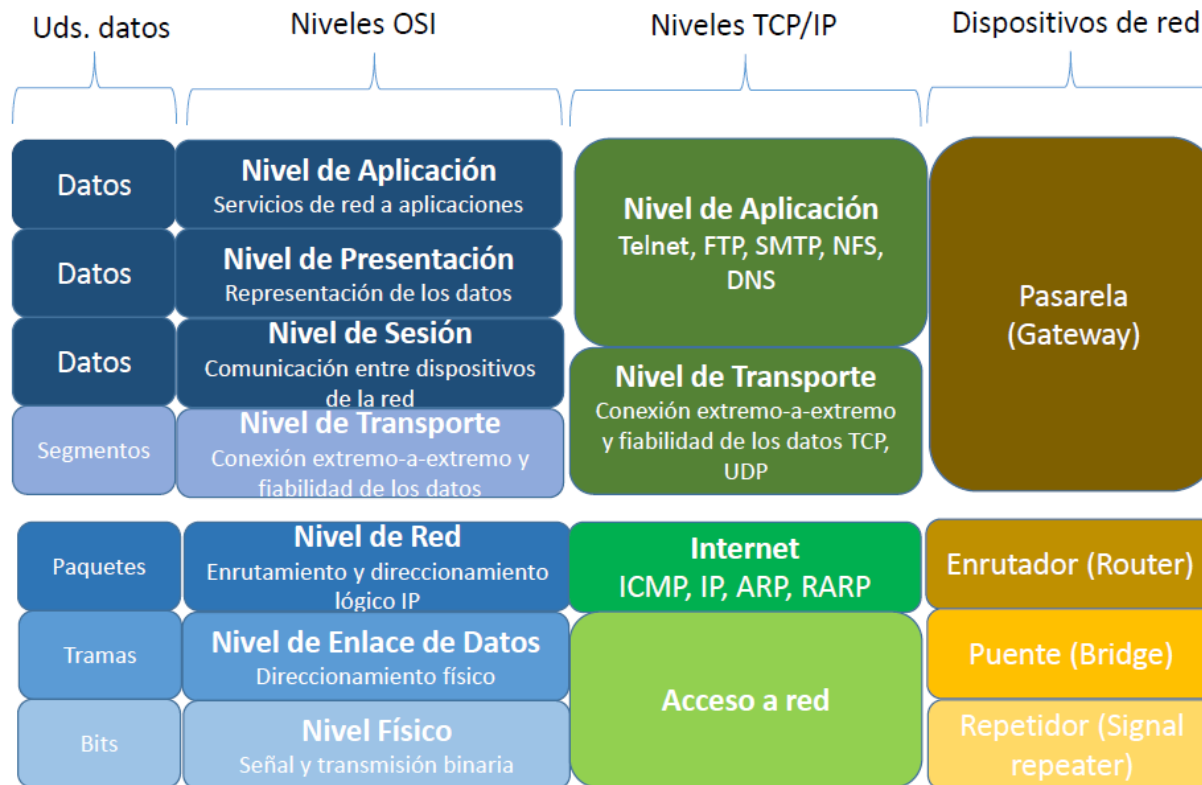 Uds. datos
Niveles OSI
Niveles TCP/IP
Dispositivos de red
Datos
Nivel de Aplicación
Servicios de red a aplicaciones
Datos
Nivel de Presentación
Representación de los datos
Datos
Nivel de Sesión
Comunicación entre dispositivos
de la red
Segmentos
Nivel de Transporte
Conexión extremo-a-extremo y
fiabilidad de los datos
Paquetes
Nivel de Red
Enrutamiento y direccionamiento
lógico IP
Tramas
Nivel de Enlace de Datos
Direccionamiento físico
Bits
Nivel Físico
Señal y transmisión binaria
Nivel de Aplicación
Telnet, FTP, SMTP, NFS,
DNS
Nivel de Transporte
Conexión extremo-a-extremo
y fiabilidad de los datos TCP,
UDP
Internet
ICMP, IP, ARP, RARP
Acceso a red
Pasarela
(Gateway)
Enrutador (Router)
Puente (Bridge)
Repetidor (Signal
repeater)